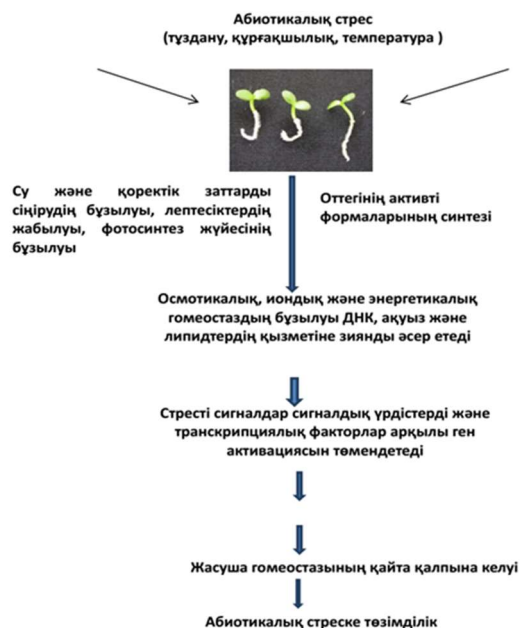 Абиотикалық стрес
(тұздану, құрғақшылық, температура )
Су және қоректік заттарды
сіңірудің бұзылуы, лептесіктердің
жабылуы, фотосинтез жүйесінің
бұзылуы
Оттегінің активті
формаларының синтезі
Осмотикалық, иондық және энергетикалық
гомеостаздың бұзылуы ДНК, ақуыз және
липидтердің қызметіне зиянды әсер етеді
Стресті сигналдар сигналдық үрдістерді және
транскрипциялық факторлар арқылы ген
активациясын төмендетеді
Жасуша гомеостазының қайта қалпына келуі
Абиотикалық стреске төзімділік